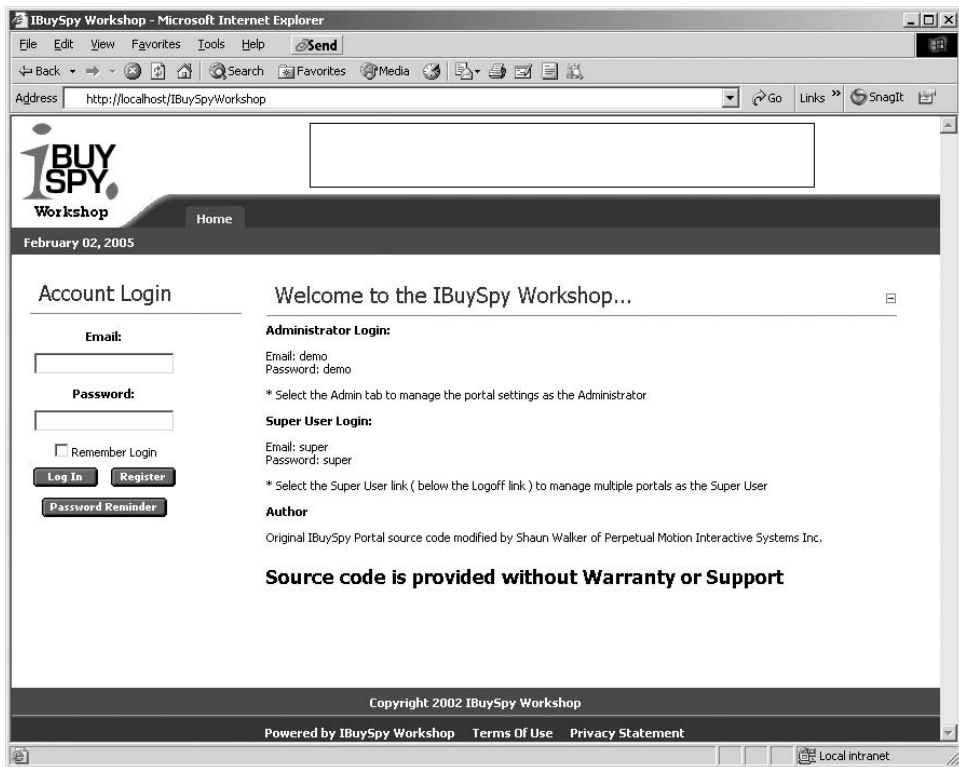 IBuySpy Workshop - Microsoft Internet Explorer
File Edit View Favorites Tools Help Send
Back Search Favorites Media
Address http://localhost/IBuySpyWorkshop Go Links » SnagIt
iBUY
SPY
Workshop
Home
February 02, 2005
Account Login
Email:
Password:
Remember Login
Log In Register
Password Reminder
Welcome to the IBuySpy Workshop...
Administrator Login:
Email: demo
Password: demo
* Select the Admin tab to manage the portal settings as the Administrator
Super User Login:
Email: super
Password: super
* Select the Super User link ( below the Logoff link ) to manage multiple portals as the Super User
Author
Original IBuySpy Portal source code modified by Shaun Walker of Perpetual Motion Interactive Systems Inc.
Source code is provided without Warranty or Support
Copyright 2002 IBuySpy Workshop
Powered by IBuySpy Workshop Terms Of Use Privacy Statement
Local intranet